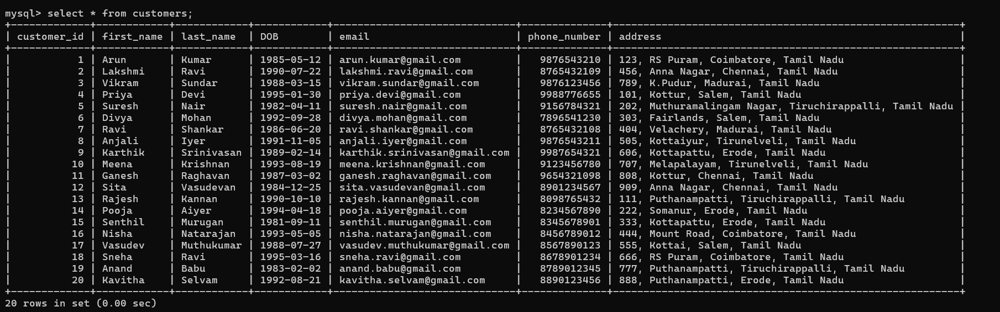 mysql> select * from customers;
+-------------+------------+------------+------------+------------------------------+--------------+---------------------------------------------------------+
| customer_id | first_name | last_name  | DOB        | email                        | phone_number | address                                                 |
+-------------+------------+------------+------------+------------------------------+--------------+---------------------------------------------------------+
|           1 | Arun       | Kumar      | 1985-05-12 | arun.kumar@gmail.com         |   9876543210 | 123, RS Puram, Coimbatore, Tamil Nadu                   |
|           2 | Lakshmi    | Ravi       | 1990-07-22 | lakshmi.ravi@gmail.com       |   8765432109 | 456, Anna Nagar, Chennai, Tamil Nadu                    |
|           3 | Vikram     | Sundar     | 1988-03-15 | vikram.sundar@gmail.com      |   9876123456 | 789, K.Pudur, Madurai, Tamil Nadu                       |
|           4 | Priya      | Devi       | 1995-01-30 | priya.devi@gmail.com         |   9988776655 | 101, Kottur, Salem, Tamil Nadu                          |
|           5 | Suresh     | Nair       | 1982-04-11 | suresh.nair@gmail.com        |   9156784321 | 202, Muthuramalingam Nagar, Tiruchirappalli, Tamil Nadu |
|           6 | Divya      | Mohan      | 1992-09-28 | divya.mohan@gmail.com        |   7896541230 | 303, Fairlands, Salem, Tamil Nadu                       |
|           7 | Ravi       | Shankar    | 1986-06-20 | ravi.shankar@gmail.com       |   8765432108 | 404, Velachery, Madurai, Tamil Nadu                     |
|           8 | Anjali     | Iyer       | 1991-11-05 | anjali.iyer@gmail.com        |   9876543211 | 505, Kottaiyur, Tirunelveli, Tamil Nadu                 |
|           9 | Karthik    | Srinivasan | 1989-02-14 | karthik.srinivasan@gmail.com |   9987654321 | 606, Kottapattu, Erode, Tamil Nadu                      |
|          10 | Meena      | Krishnan   | 1993-08-19 | meena.krishnan@gmail.com     |   9123456780 | 707, Melapalayam, Tirunelveli, Tamil Nadu               |
|          11 | Ganesh     | Raghavan   | 1987-03-02 | ganesh.raghavan@gmail.com    |   9654321098 | 808, Kottur, Chennai, Tamil Nadu                        |
|          12 | Sita       | Vasudevan  | 1984-12-25 | sita.vasudevan@gmail.com     |   8901234567 | 909, Anna Nagar, Chennai, Tamil Nadu                    |
|          13 | Rajesh     | Kannan     | 1990-10-10 | rajesh.kannan@gmail.com      |   8098765432 | 111, Puthanampatti, Tiruchirappalli, Tamil Nadu         |
|          14 | Pooja      | Aiyer      | 1994-04-18 | pooja.aiyer@gmail.com        |   8234567890 | 222, Somanur, Erode, Tamil Nadu                         |
|          15 | Senthil    | Murugan    | 1981-09-11 | senthil.murugan@gmail.com    |   8345678901 | 333, Kottapattu, Erode, Tamil Nadu                      |
|          16 | Nisha      | Natarajan  | 1993-05-05 | nisha.natarajan@gmail.com    |   8456789012 | 444, Mount Road, Coimbatore, Tamil Nadu                 |
|          17 | Vasudev    | Muthukumar | 1988-07-27 | vasudev.muthukumar@gmail.com |   8567890123 | 555, Kottai, Salem, Tamil Nadu                          |
|          18 | Sneha      | Ravi       | 1995-03-16 | sneha.ravi@gmail.com         |   8678901234 | 666, RS Puram, Coimbatore, Tamil Nadu                   |
|          19 | Anand      | Babu       | 1983-02-02 | anand.babu@gmail.com         |   8789012345 | 777, Puthanampatti, Tiruchirappalli, Tamil Nadu         |
|          20 | Kavitha    | Selvam     | 1992-08-21 | kavitha.selvam@gmail.com     |   8890123456 | 888, Puthanampatti, Erode, Tamil Nadu                   |
+-------------+------------+------------+------------+------------------------------+--------------+---------------------------------------------------------+
20 rows in set (0.00 sec)